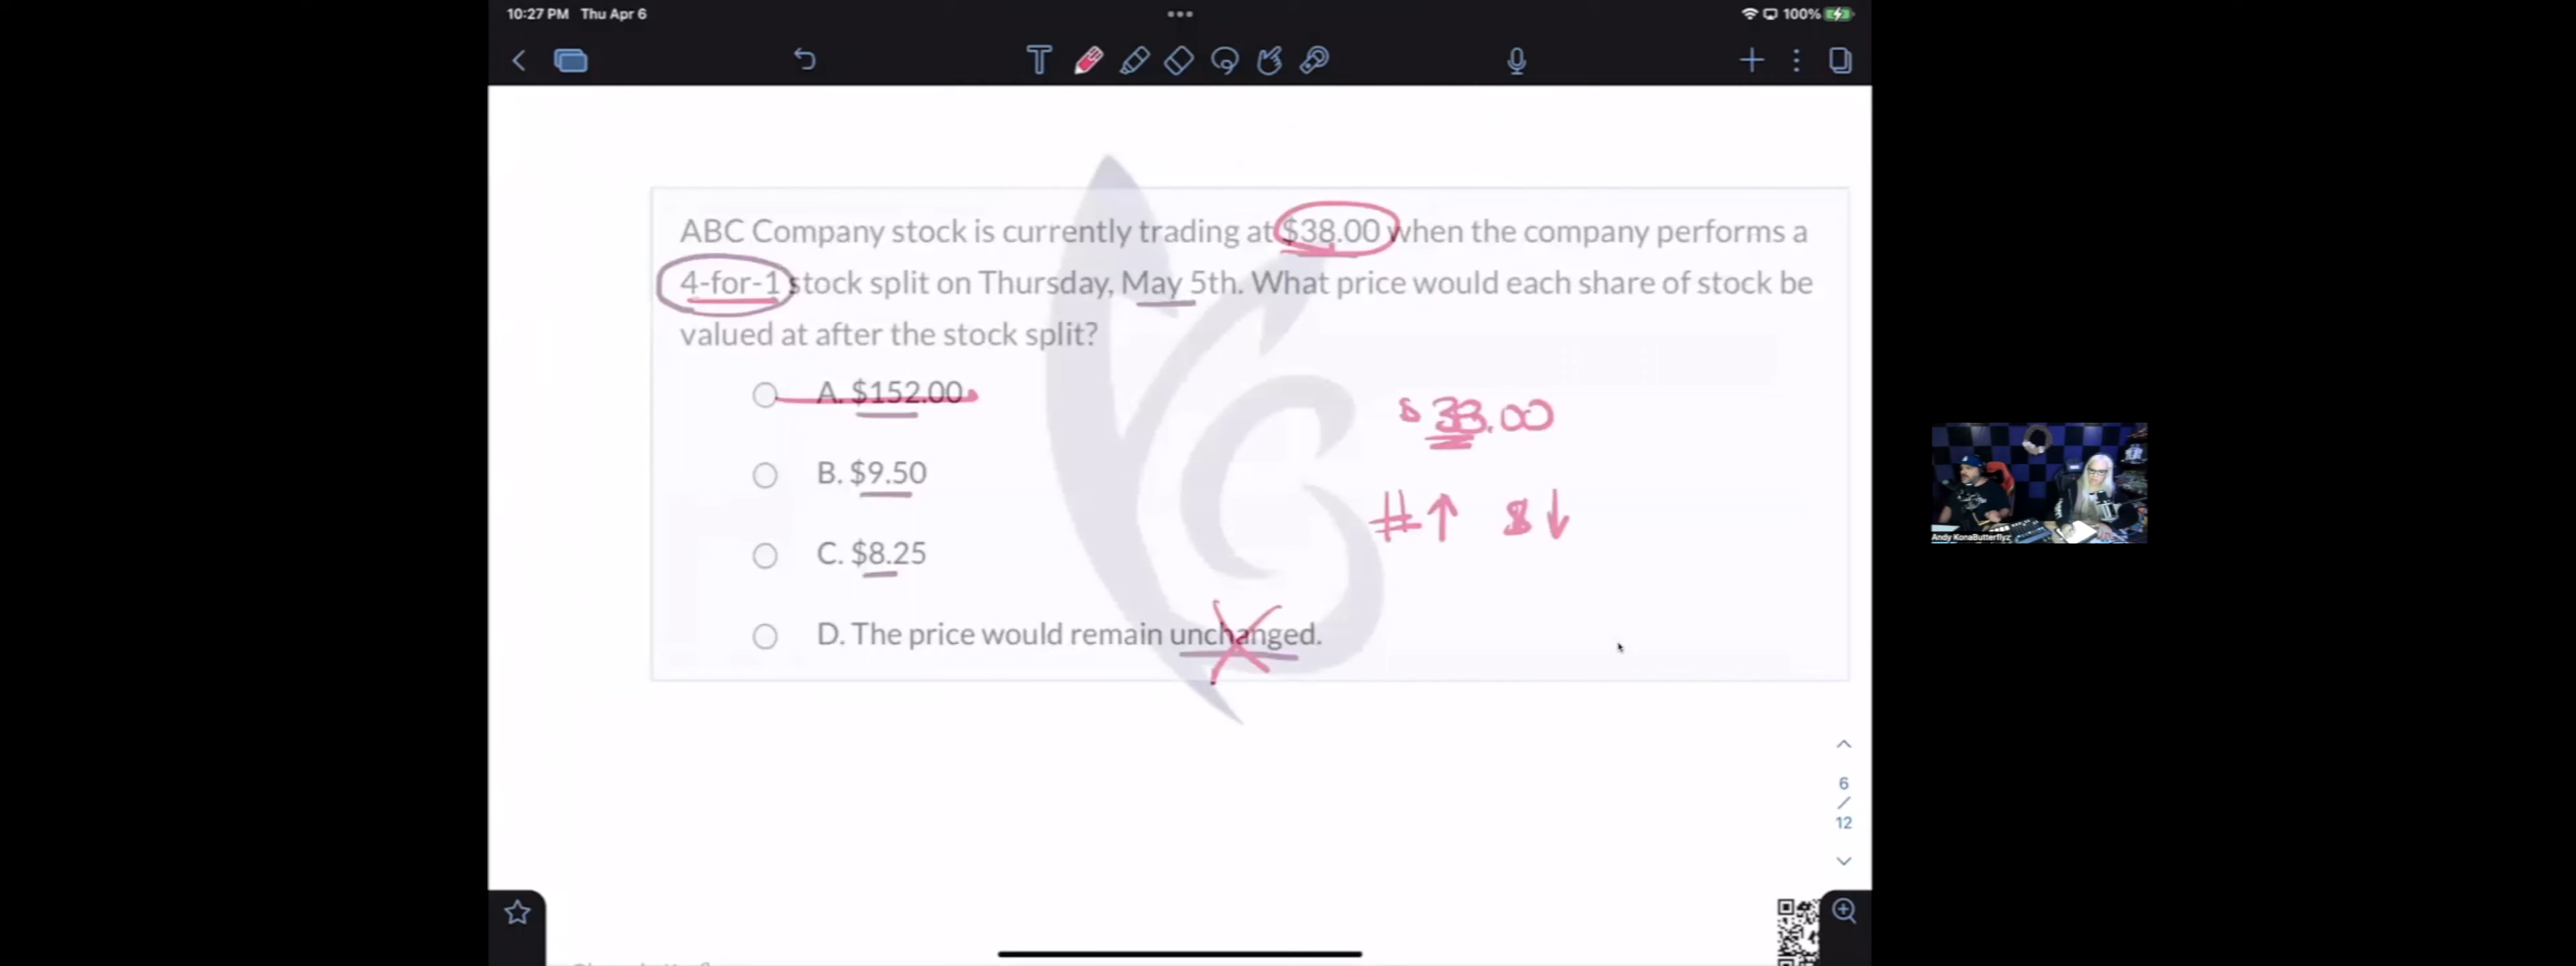 10:27 PM Thu Apr 6
100%
ABC Company stock is currently trading at $38.00 when the company performs a
4-for-1 stock split on Thursday, May 5th. What price would each share of stock be
valued at after the stock split?
A. $152.00
$38.00
B. $9.50
#↑ $↓
C. $8.25
D. The price would remain unchanged.
Andy KonaButterflyz
6
/
12